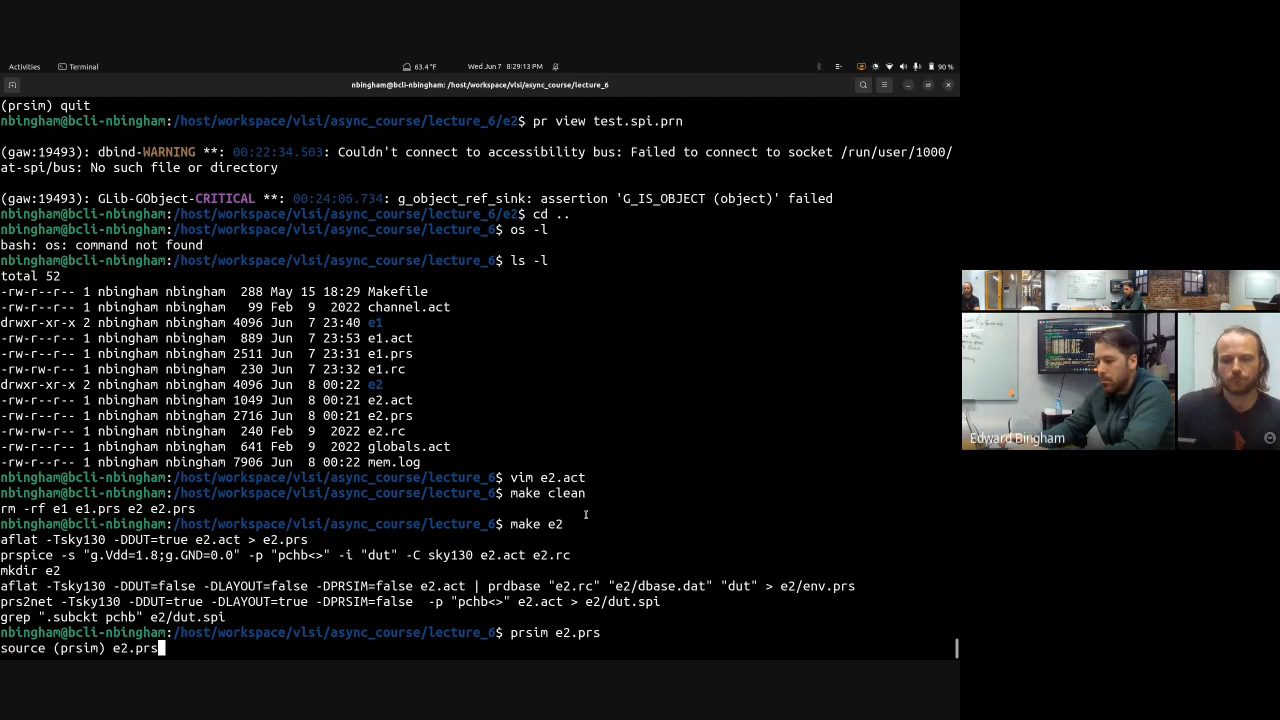 Activities
Terminal
63.4 °F
Wed Jun 7 8:29:13 PM
90 %
nbingham@bcli-nbingham: /host/workspace/vlsi/async_course/lecture_6
(prsim) quit
nbingham@bcli-nbingham:/host/workspace/vlsi/async_course/lecture_6/e2$ pr view test.spi.prn
(gaw:19493): dbind-WARNING **: 00:22:34.503: Couldn't connect to accessibility bus: Failed to connect to socket /run/user/1000/
at-spi/bus: No such file or directory
(gaw:19493): GLib-GObject-CRITICAL **: 00:24:06.734: g_object_ref_sink: assertion 'G_IS_OBJECT (object)' failed
nbingham@bcli-nbingham:/host/workspace/vlsi/async_course/lecture_6/e2$ cd ..
nbingham@bcli-nbingham:/host/workspace/vlsi/async_course/lecture_6$ os -l
bash: os: command not found
nbingham@bcli-nbingham:/host/workspace/vlsi/async_course/lecture_6$ ls -l
total 52
-rw-r--r-- 1 nbingham nbingham  288 May 15 18:29 Makefile
-rw-r--r-- 1 nbingham nbingham   99 Feb  9  2022 channel.act
drwxr-xr-x 2 nbingham nbingham 4096 Jun  7 23:40 e1
-rw-r--r-- 1 nbingham nbingham  889 Jun  7 23:53 e1.act
-rw-r--r-- 1 nbingham nbingham 2511 Jun  7 23:31 e1.prs
-rw-r--r-- 1 nbingham nbingham  230 Jun  7 23:32 e1.rc
drwxr-xr-x 2 nbingham nbingham 4096 Jun  8 00:22 e2
-rw-r--r-- 1 nbingham nbingham 1049 Jun  8 00:21 e2.act
-rw-r--r-- 1 nbingham nbingham 2716 Jun  8 00:21 e2.prs
-rw-rw-r-- 1 nbingham nbingham  240 Feb  9  2022 e2.rc
-rw-r--r-- 1 nbingham nbingham  641 Feb  9  2022 globals.act
-rw-r--r-- 1 nbingham nbingham 7906 Jun  8 00:22 mem.log
nbingham@bcli-nbingham:/host/workspace/vlsi/async_course/lecture_6$ vim e2.act
nbingham@bcli-nbingham:/host/workspace/vlsi/async_course/lecture_6$ make clean
rm -rf e1 e1.prs e2 e2.prs
nbingham@bcli-nbingham:/host/workspace/vlsi/async_course/lecture_6$ make e2
aflat -Tsky130 -DDUT=true e2.act > e2.prs
prspice -s "g.Vdd=1.8;g.GND=0.0" -p "pchb<>" -i "dut" -C sky130 e2.act e2.rc
mkdir e2
aflat -Tsky130 -DDUT=false -DLAYOUT=false -DPRSIM=false e2.act | prdbase "e2.rc" "e2/dbase.dat" "dut" > e2/env.prs
prs2net -Tsky130 -DDUT=true -DLAYOUT=true -DPRSIM=false  -p "pchb<>" e2.act > e2/dut.spi
grep ".subckt pchb" e2/dut.spi
nbingham@bcli-nbingham:/host/workspace/vlsi/async_course/lecture_6$ prsim e2.prs
source (prsim) e2.prs
Edward Bingham